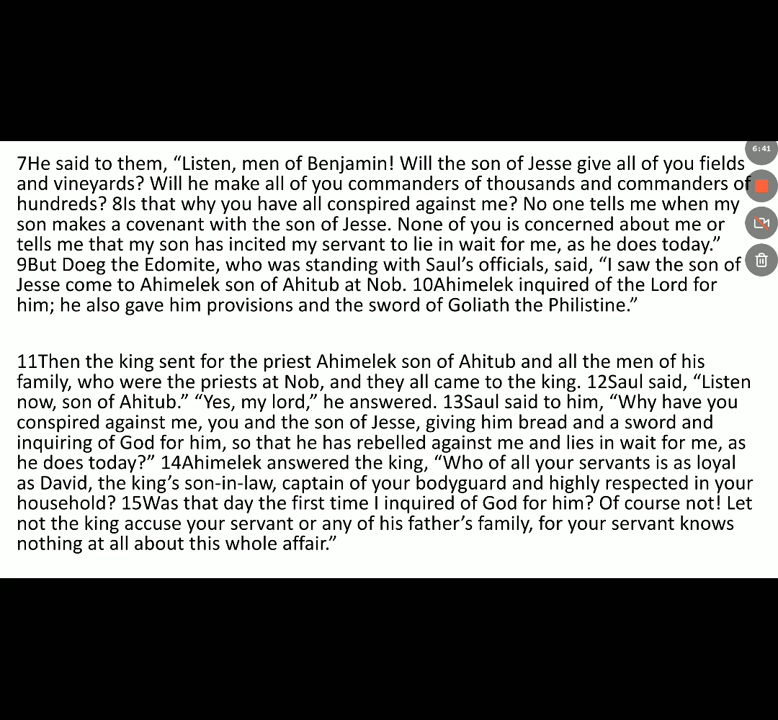 6:41
7He said to them, “Listen, men of Benjamin! Will the son of Jesse give all of you fields
and vineyards? Will he make all of you commanders of thousands and commanders of
hundreds? 8Is that why you have all conspired against me? No one tells me when my
son makes a covenant with the son of Jesse. None of you is concerned about me or
tells me that my son has incited my servant to lie in wait for me, as he does today.”
9But Doeg the Edomite, who was standing with Saul’s officials, said, “I saw the son of
Jesse come to Ahimelek son of Ahitub at Nob. 10Ahimelek inquired of the Lord for
him; he also gave him provisions and the sword of Goliath the Philistine.”
11Then the king sent for the priest Ahimelek son of Ahitub and all the men of his
family, who were the priests at Nob, and they all came to the king. 12Saul said, “Listen
now, son of Ahitub.” “Yes, my lord,” he answered. 13Saul said to him, “Why have you
conspired against me, you and the son of Jesse, giving him bread and a sword and
inquiring of God for him, so that he has rebelled against me and lies in wait for me, as
he does today?” 14Ahimelek answered the king, “Who of all your servants is as loyal
as David, the king’s son-in-law, captain of your bodyguard and highly respected in your
household? 15Was that day the first time I inquired of God for him? Of course not! Let
not the king accuse your servant or any of his father’s family, for your servant knows
nothing at all about this whole affair.”